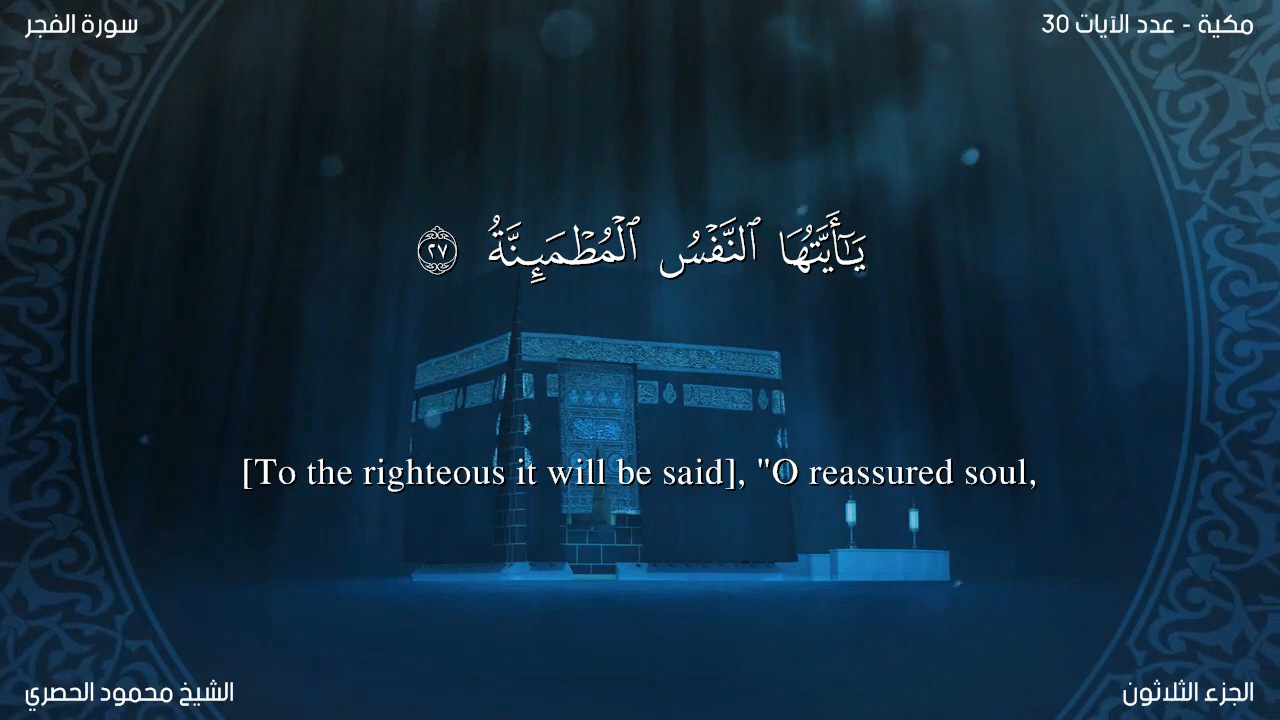 سورة الفجر
مكية - عدد الآيات 30
يَـٰٓأَيَّتُهَا ٱلنَّفْسُ ٱلْمُطْمَئِنَّةُ ٢٧
[To the righteous it will be said], "O reassured soul,
الشيخ محمود الحصري
الجزء الثلاثون